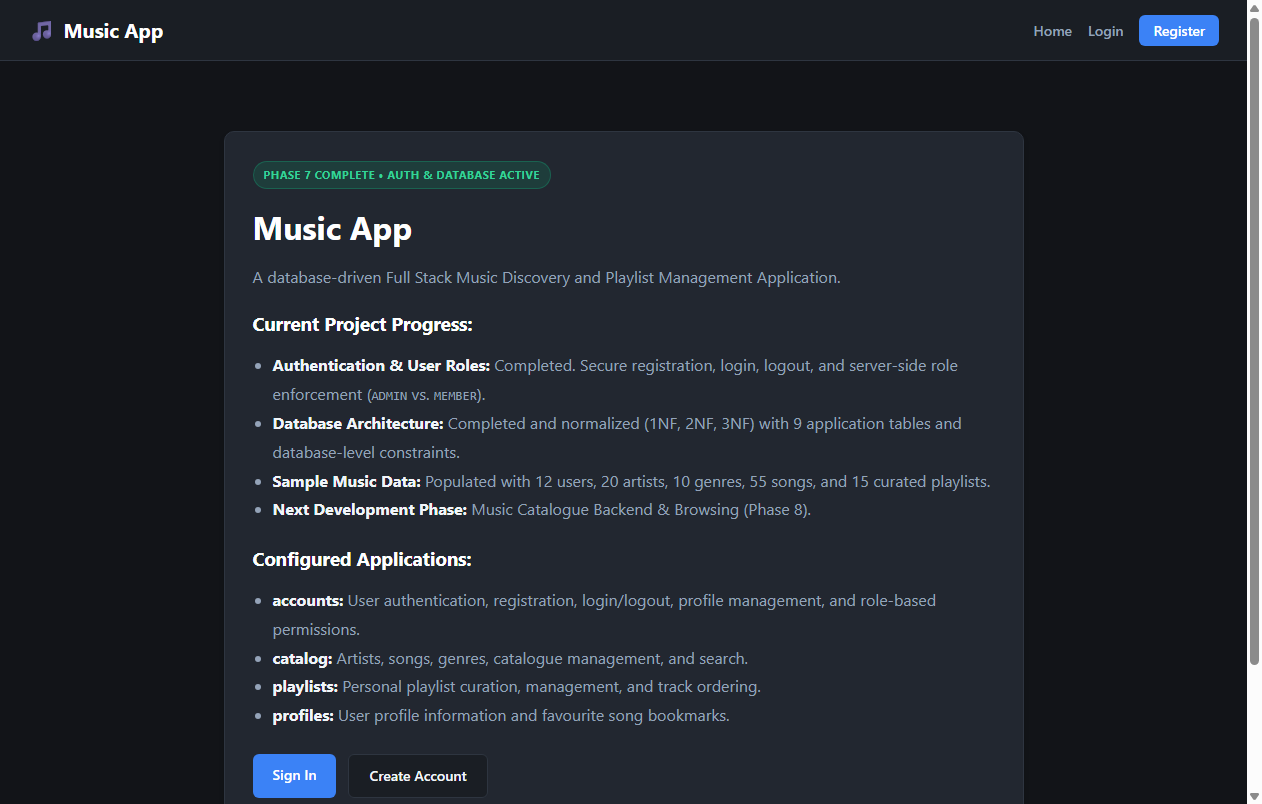 Music App
Home Login Register
PHASE 7 COMPLETE • AUTH & DATABASE ACTIVE
Music App
A database-driven Full Stack Music Discovery and Playlist Management Application.
Current Project Progress:
• Authentication & User Roles: Completed. Secure registration, login, logout, and server-side role
enforcement (ADMIN vs. MEMBER).
• Database Architecture: Completed and normalized (1NF, 2NF, 3NF) with 9 application tables and
database-level constraints.
• Sample Music Data: Populated with 12 users, 20 artists, 10 genres, 55 songs, and 15 curated playlists.
• Next Development Phase: Music Catalogue Backend & Browsing (Phase 8).
Configured Applications:
• accounts: User authentication, registration, login/logout, profile management, and role-based
permissions.
• catalog: Artists, songs, genres, catalogue management, and search.
• playlists: Personal playlist curation, management, and track ordering.
• profiles: User profile information and favourite song bookmarks.
Sign In Create Account